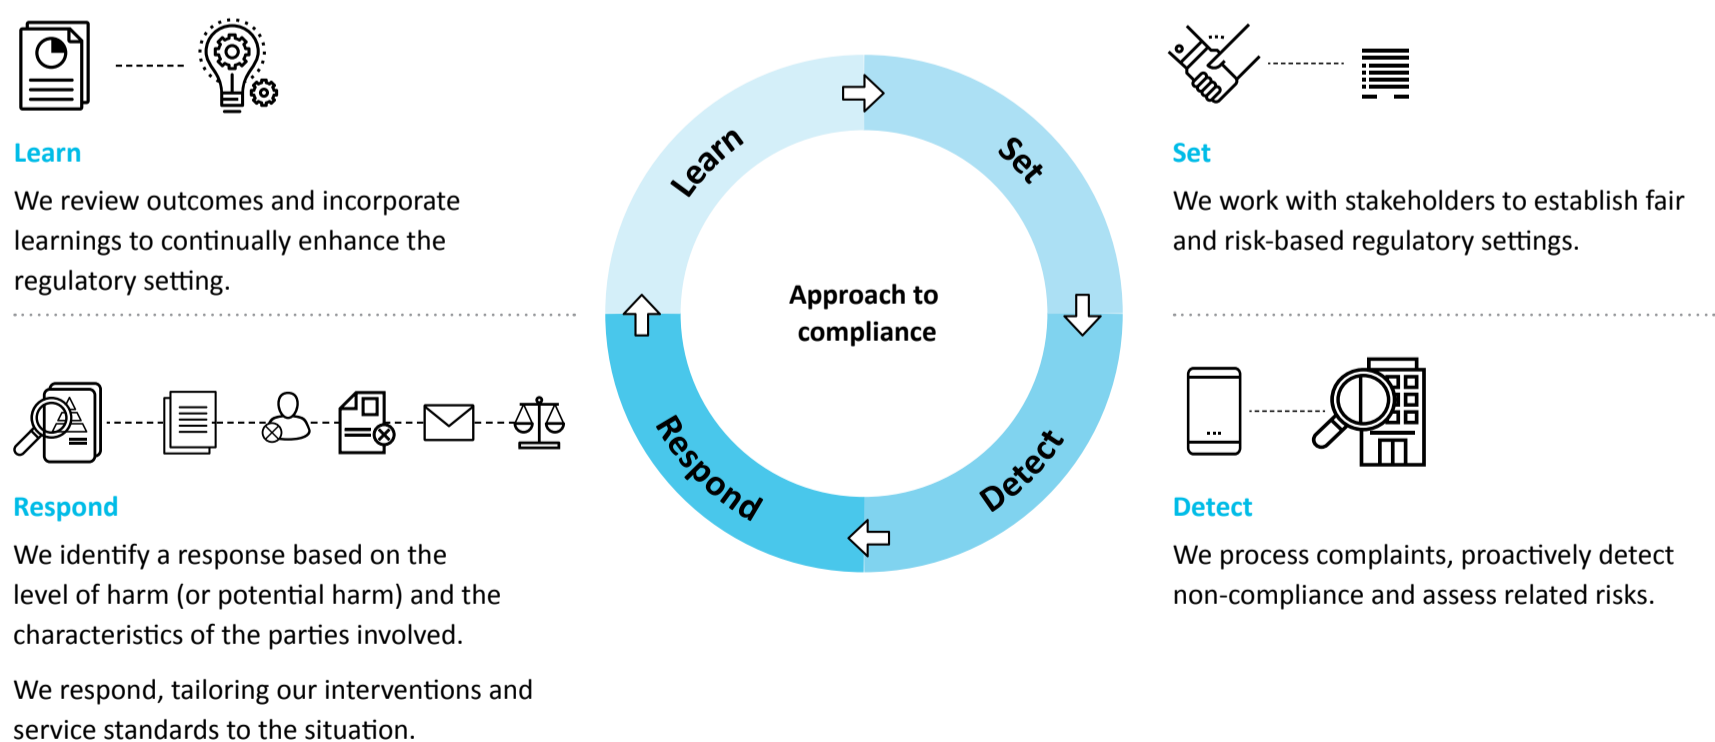 Learn
We review outcomes and incorporate
learnings to continually enhance the
regulatory setting.
Respond
We identify a response based on the
level of harm (or potential harm) and the
characteristics of the parties involved.
We respond, tailoring our interventions and
service standards to the situation.
Learn
Set
Detect
Respond
Approach to
compliance
Set
We work with stakeholders to establish fair
and risk-based regulatory settings.
Detect
We process complaints, proactively detect
non-compliance and assess related risks.